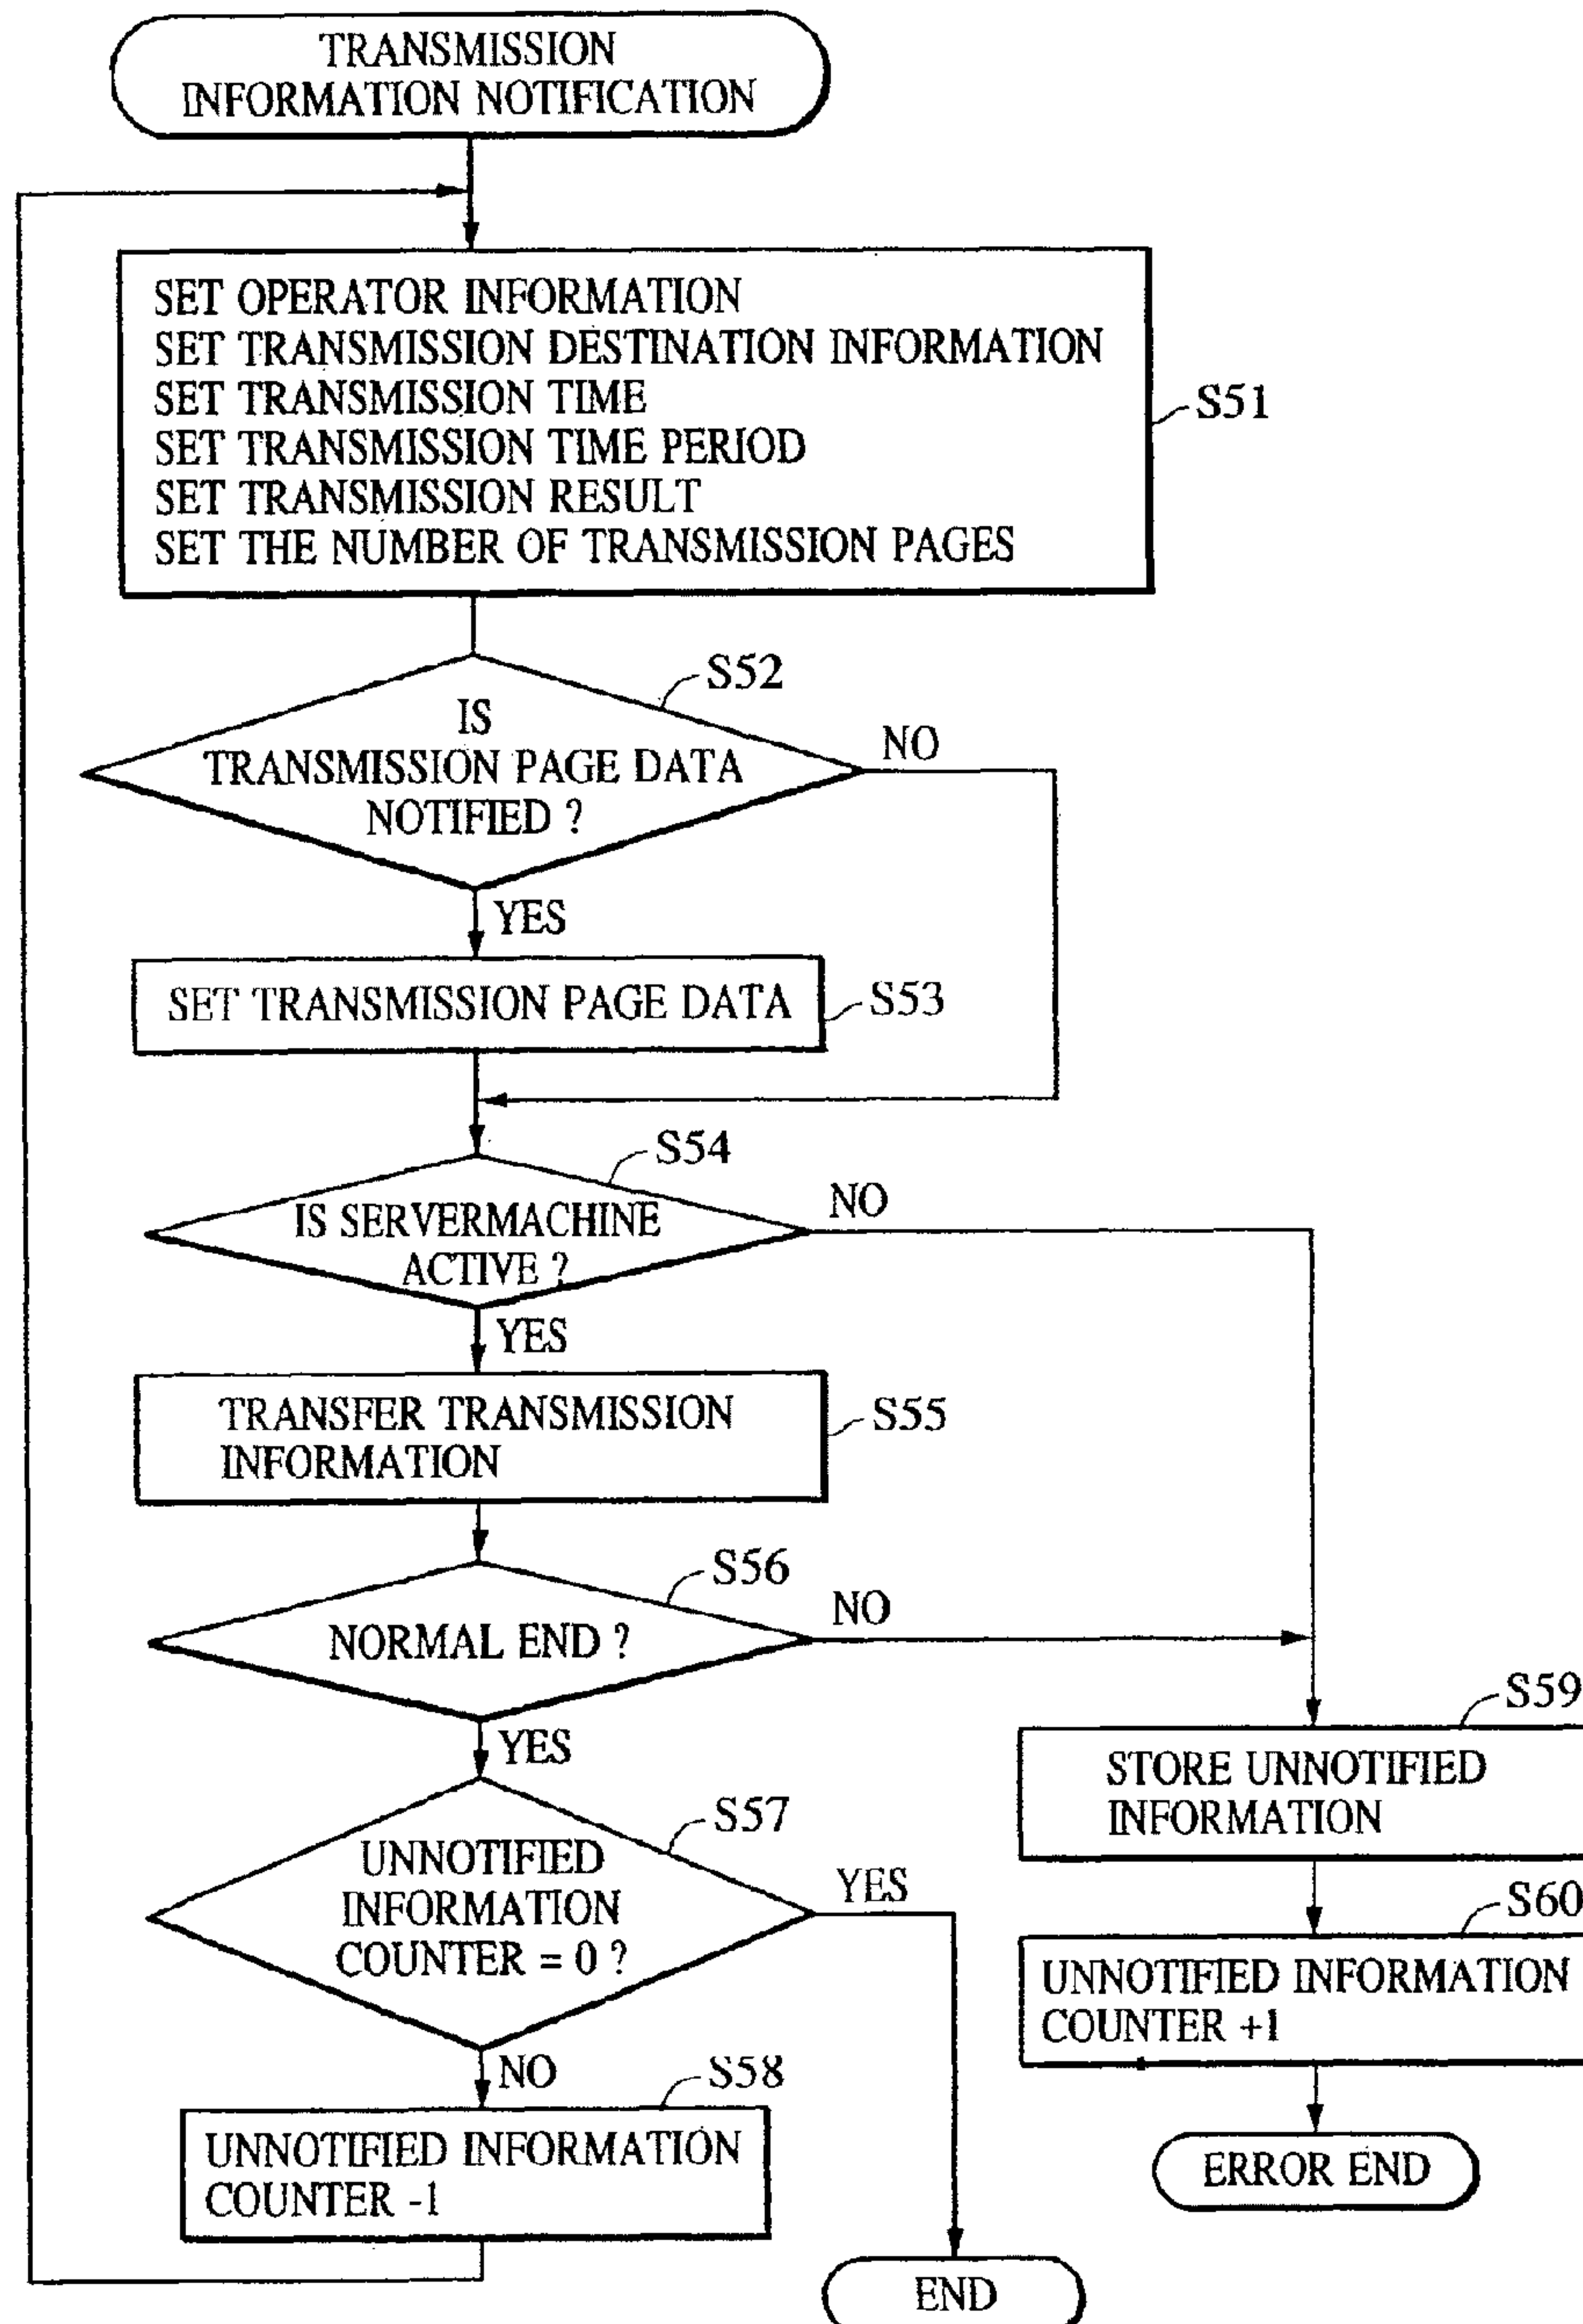 TRANSMISSION
INFORMATION NOTIFICATION
SET OPERATOR INFORMATION
SET TRANSMISSION DESTINATION INFORMATION
SET TRANSMISSION TIME
SET TRANSMISSION TIME PERIOD
SET TRANSMISSION RESULT
SET THE NUMBER OF TRANSMISSION PAGES
S51
S52
IS
TRANSMISSION PAGE DATA
NOTIFIED ?
NO
YES
SET TRANSMISSION PAGE DATA
S53
S54
IS SERVERMACHINE
ACTIVE ?
NO
YES
TRANSFER TRANSMISSION
INFORMATION
S55
S56
NORMAL END ?
NO
YES
S57
UNNOTIFIED
INFORMATION
COUNTER = 0 ?
YES
NO
S58
UNNOTIFIED INFORMATION
COUNTER -1
END
S59
STORE UNNOTIFIED
INFORMATION
S60
UNNOTIFIED INFORMATION
COUNTER +1
ERROR END